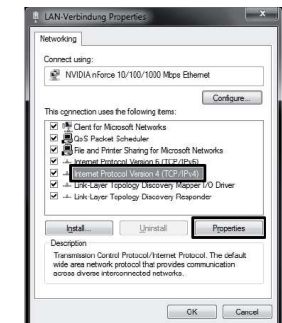 LAN-Verbindung Properties
Networking
Connect using:
NVIDIA nForce 10/100/1000 Mbps Ethernet
Configure...
This connection uses the following items:
Client for Microsoft Networks
QoS Packet Scheduler
File and Printer Sharing for Microsoft Networks
Internet Protocol Version 6 (TCP/IPv6)
Internet Protocol Version 4 (TCP/IPv4)
Link-Layer Topology Discovery Mapper I/O Driver
Link-Layer Topology Discovery Responder
Install...
Uninstall
Properties
Description
Transmission Control Protocol/Internet Protocol. The default
wide area network protocol that provides communication
across diverse interconnected networks.
OK
Cancel